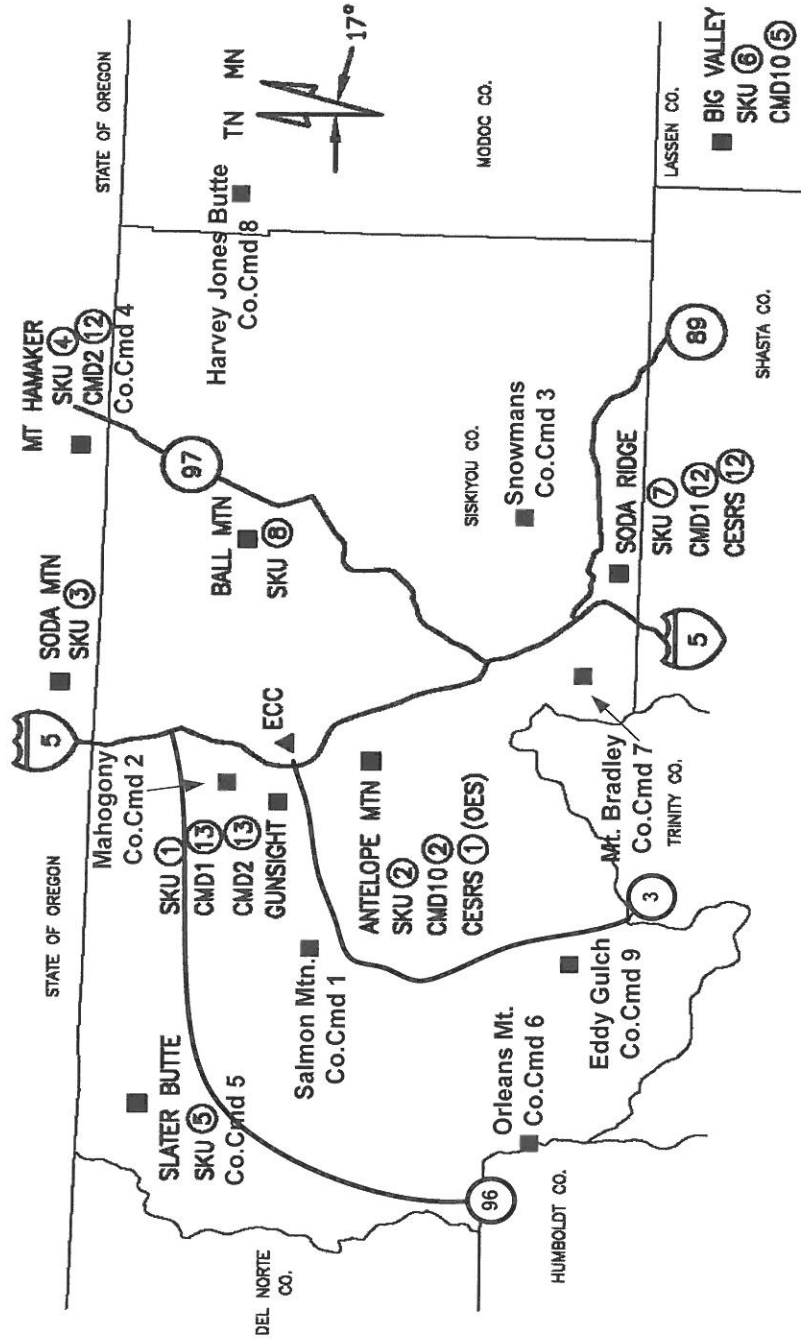 STATE OF OREGON
STATE OF OREGON
5
SODA MTN
SKU 3
MT HAMAKER
SKU 4
CMD2 12
Co.Cmd 4
TN MN
17°
Mahogony
Co.Cmd 2
97
Harvey Jones Butte
Co.Cmd 8
SLATER BUTTE
SKU 5
Co.Cmd 5
SKU 1
CMD1 13
CMD2 13
GUNSIGHT
ECC
BALL MTN
SKU 8
DEL NORTE
CO.
Salmon Mtn.
Co.Cmd 1
ANTELOPE MTN
SKU 2
CMD10 2
CESRS 1 (OES)
SISKIYOU CO.
MODOC CO.
Snowmans
Co.Cmd 3
96
Orleans Mt.
Co.Cmd 6
HUMBOLDT CO.
Eddy Gulch
Co.Cmd 9
3
Mt. Bradley
Co.Cmd 7
TRINITY CO.
5
SODA RIDGE
SKU 7
CMD1 12
CESRS 12
89
SHASTA CO.
LASSEN CO.
BIG VALLEY
SKU 6
CMD10 5